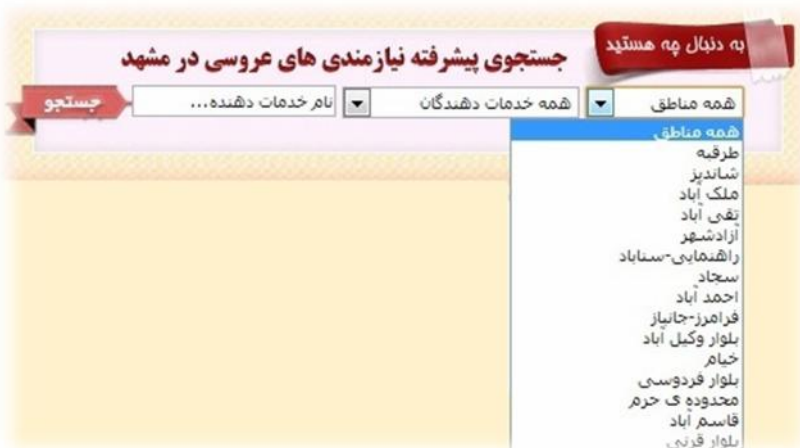 به دنبال چه هستید
جستجوی پیشرفته نیازمندی های عروسی در مشهد
همه مناطق
همه خدمات دهندگان
نام خدمات دهنده...
جستجو
همه مناطق
طرقبه
شاندیز
ملک آباد
تقی آباد
آزادشهر
راهنمایی-سناباد
سجاد
احمد آباد
فرامرز-جانباز
بلوار وکیل آباد
خیام
بلوار فردوسی
محدوده ی حرم
قاسم آباد
بلوار قرنی